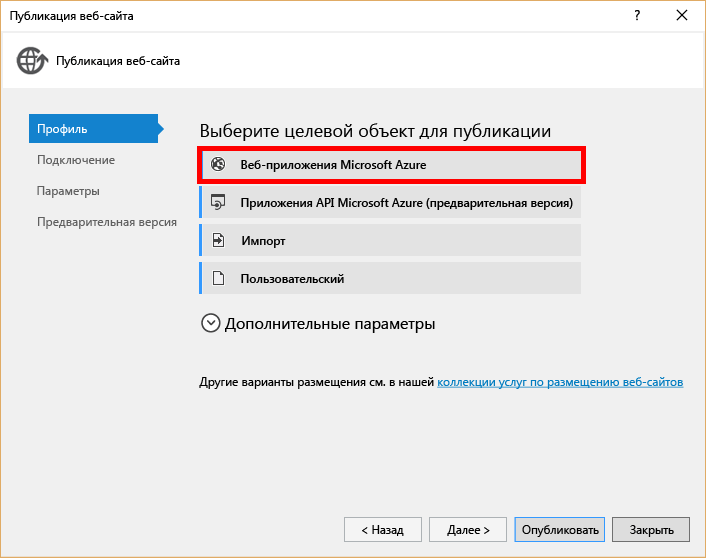 Публикация веб-сайта
?
Публикация веб-сайта
Профиль
Подключение
Параметры
Предварительная версия
Выберите целевой объект для публикации
Веб-приложения Microsoft Azure
Приложения API Microsoft Azure (предварительная версия)
Импорт
Пользовательский
Дополнительные параметры
Другие варианты размещения см. в нашей коллекции услуг по размещению веб-сайтов
< Назад
Далее >
Опубликовать
Закрыть